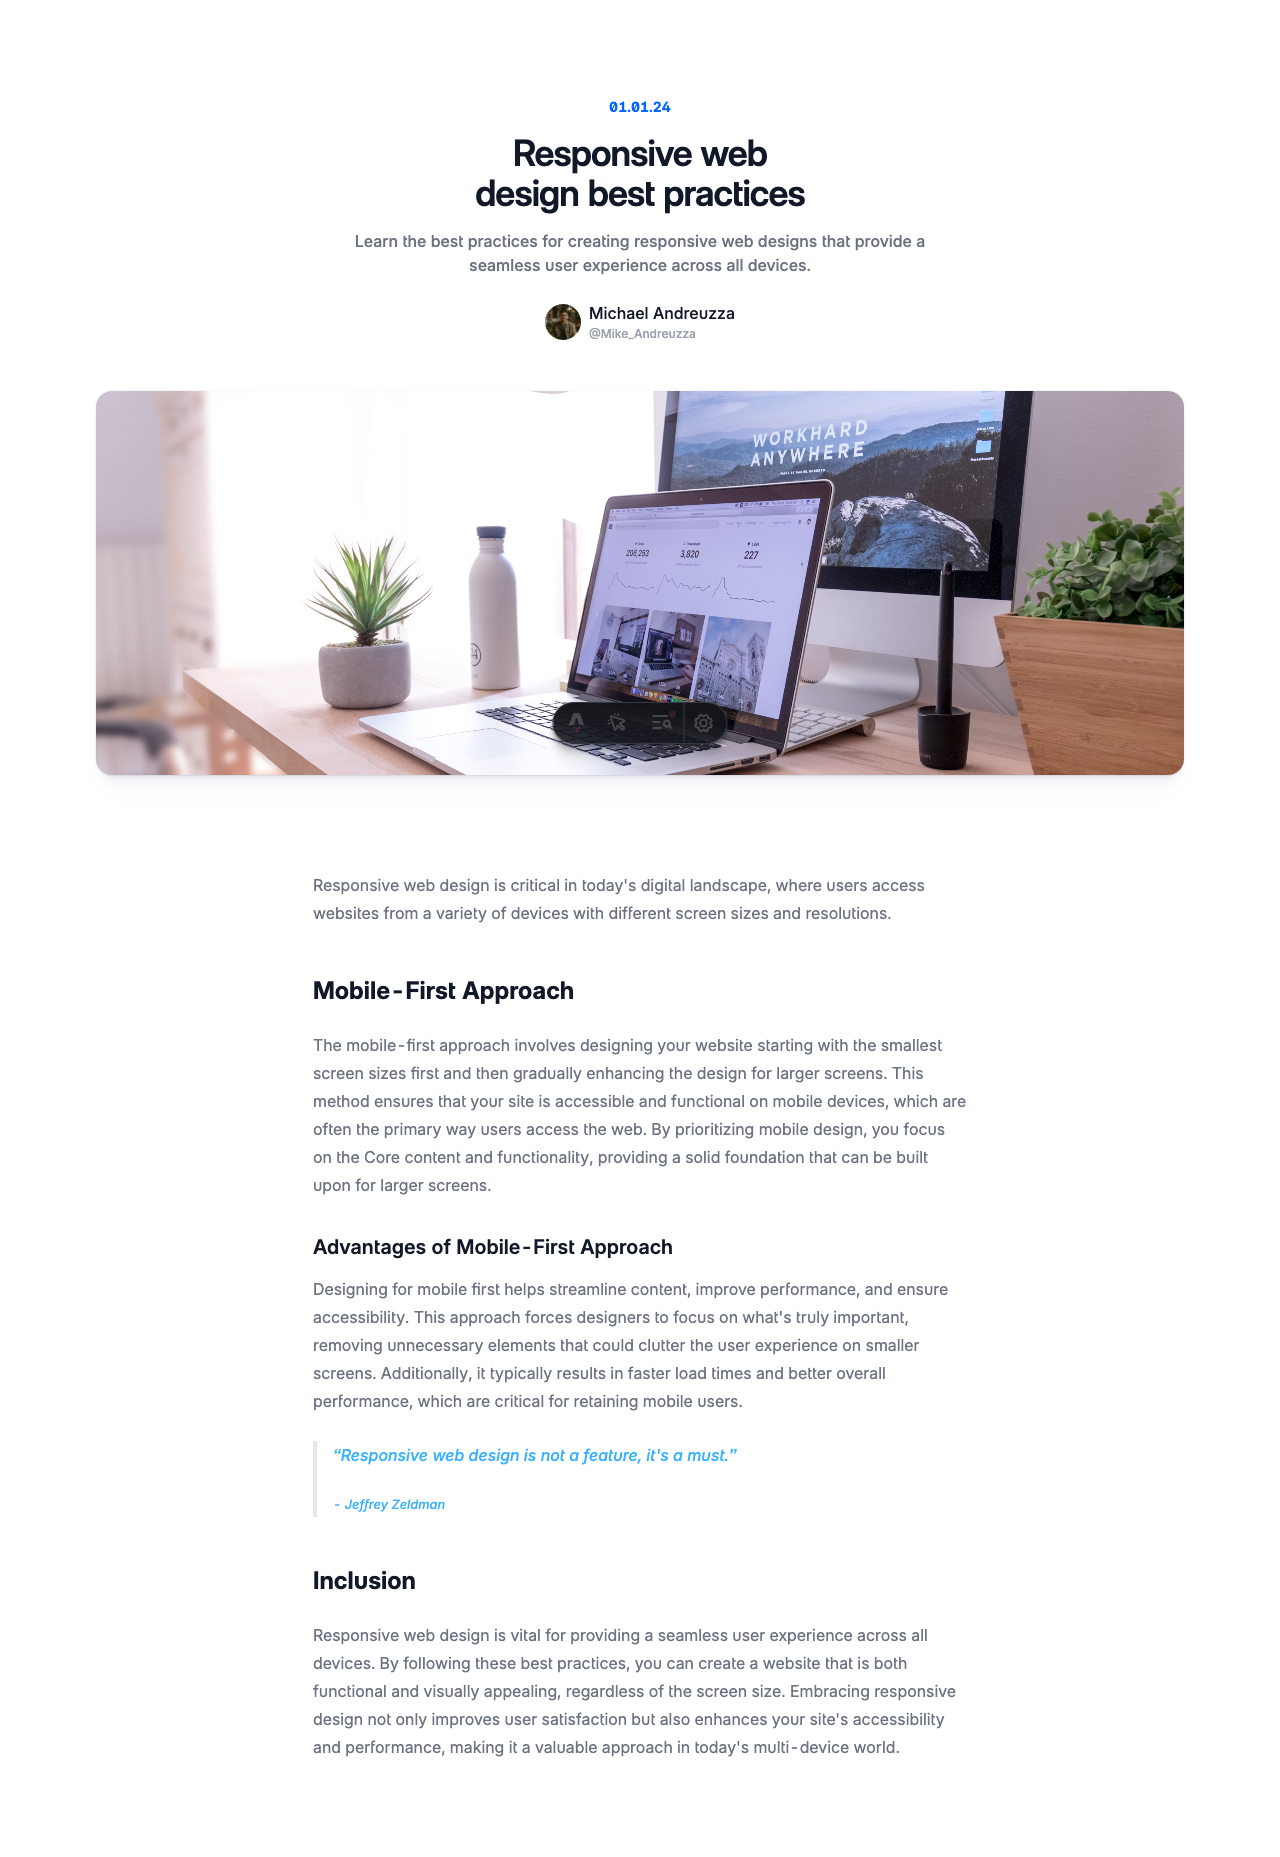 01.01.24
Responsive web
design best practices
Learn the best practices for creating responsive web designs that provide a
seamless user experience across all devices.
Michael Andreuzza
@Mike_Andreuzza
WORKHARD
ANYWHERE
208,253
3,820
227
Responsive web design is critical in today's digital landscape, where users access
websites from a variety of devices with different screen sizes and resolutions.
Mobile-First Approach
The mobile-first approach involves designing your website starting with the smallest
screen sizes first and then gradually enhancing the design for larger screens. This
method ensures that your site is accessible and functional on mobile devices, which are
often the primary way users access the web. By prioritizing mobile design, you focus
on the Core content and functionality, providing a solid foundation that can be built
upon for larger screens.
Advantages of Mobile-First Approach
Designing for mobile first helps streamline content, improve performance, and ensure
accessibility. This approach forces designers to focus on what's truly important,
removing unnecessary elements that could clutter the user experience on smaller
screens. Additionally, it typically results in faster load times and better overall
performance, which are critical for retaining mobile users.
“Responsive web design is not a feature, it's a must.”
- Jeffrey Zeldman
Inclusion
Responsive web design is vital for providing a seamless user experience across all
devices. By following these best practices, you can create a website that is both
functional and visually appealing, regardless of the screen size. Embracing responsive
design not only improves user satisfaction but also enhances your site's accessibility
and performance, making it a valuable approach in today's multi-device world.